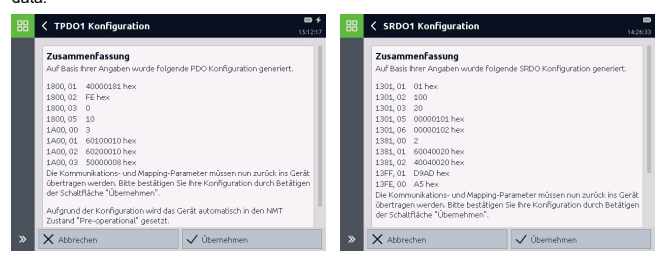 data.
TPDO1 Konfiguration
15:12:17
Zusammenfassung
Auf Basis Ihrer Angaben wurde folgende PDO Konfiguration generiert.
1800, 01 40000181 hex
1800, 02 FE hex
1800, 03 0
1800, 05 10
1A00, 00 3
1A00, 01 60100010 hex
1A00, 02 60200010 hex
1A00, 03 50000008 hex
Die Kommunikations- und Mapping-Parameter müssen nun zurück ins Gerät
übertragen werden. Bitte bestätigen Sie Ihre Konfiguration durch Betätigen
der Schaltfläche "Übernehmen".
Aufgrund der Konfiguration wird das Gerät automatisch in den NMT
Zustand "Pre-operational" gesetzt.
Abbrechen
Übernehmen
SRDO1 Konfiguration
14:26:33
Zusammenfassung
Auf Basis Ihrer Angaben wurde folgende SRDO Konfiguration generiert.
1301, 01 01 hex
1301, 02 100
1301, 03 20
1301, 05 00000101 hex
1301, 06 00000102 hex
1381, 00 2
1381, 01 60040020 hex
1381, 02 40040020 hex
13FF, 01 D9AD hex
13FE, 00 A5 hex
Die Kommunikations- und Mapping-Parameter müssen nun zurück ins Gerät
übertragen werden. Bitte bestätigen Sie Ihre Konfiguration durch Betätigen
der Schaltfläche "Übernehmen".
Abbrechen
Übernehmen